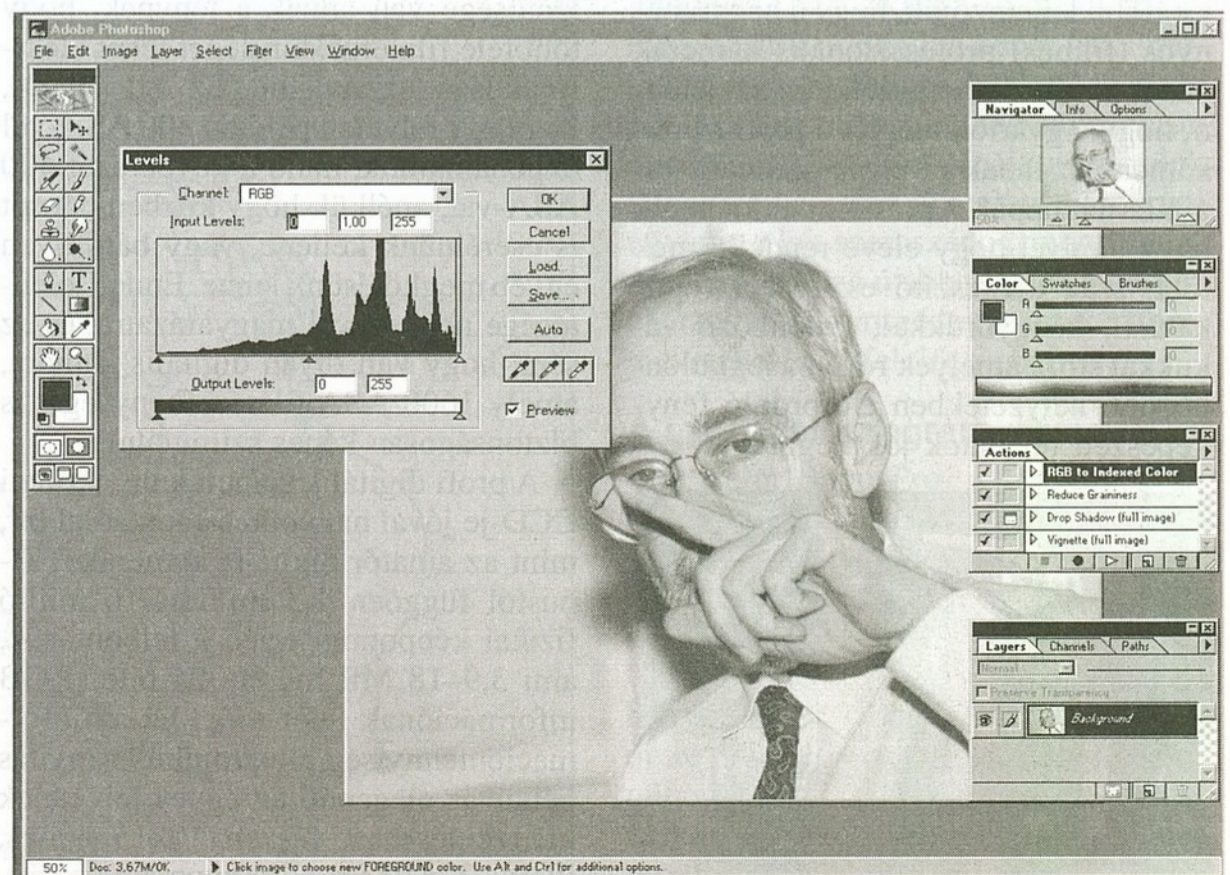 Adobe Photoshop
File Edit Image Layer Select Filter View Window Help
Navigator Info Options
50%
Levels
Channel: RGB
Input Levels: 0 1,00 255
OK
Cancel
Load...
Save...
Auto
Output Levels: 0 255
Preview
Color Swatches Brushes
R 0
G 0
B 0
Actions
RGB to Indexed Color
Reduce Graininess
Drop Shadow (full image)
Vignette (full image)
Layers Channels Paths
Normal
Preserve Transparency
Background
50% Doc: 3,67M/0K Click image to choose new FOREGROUND color. Use Alt and Ctrl for additional options.